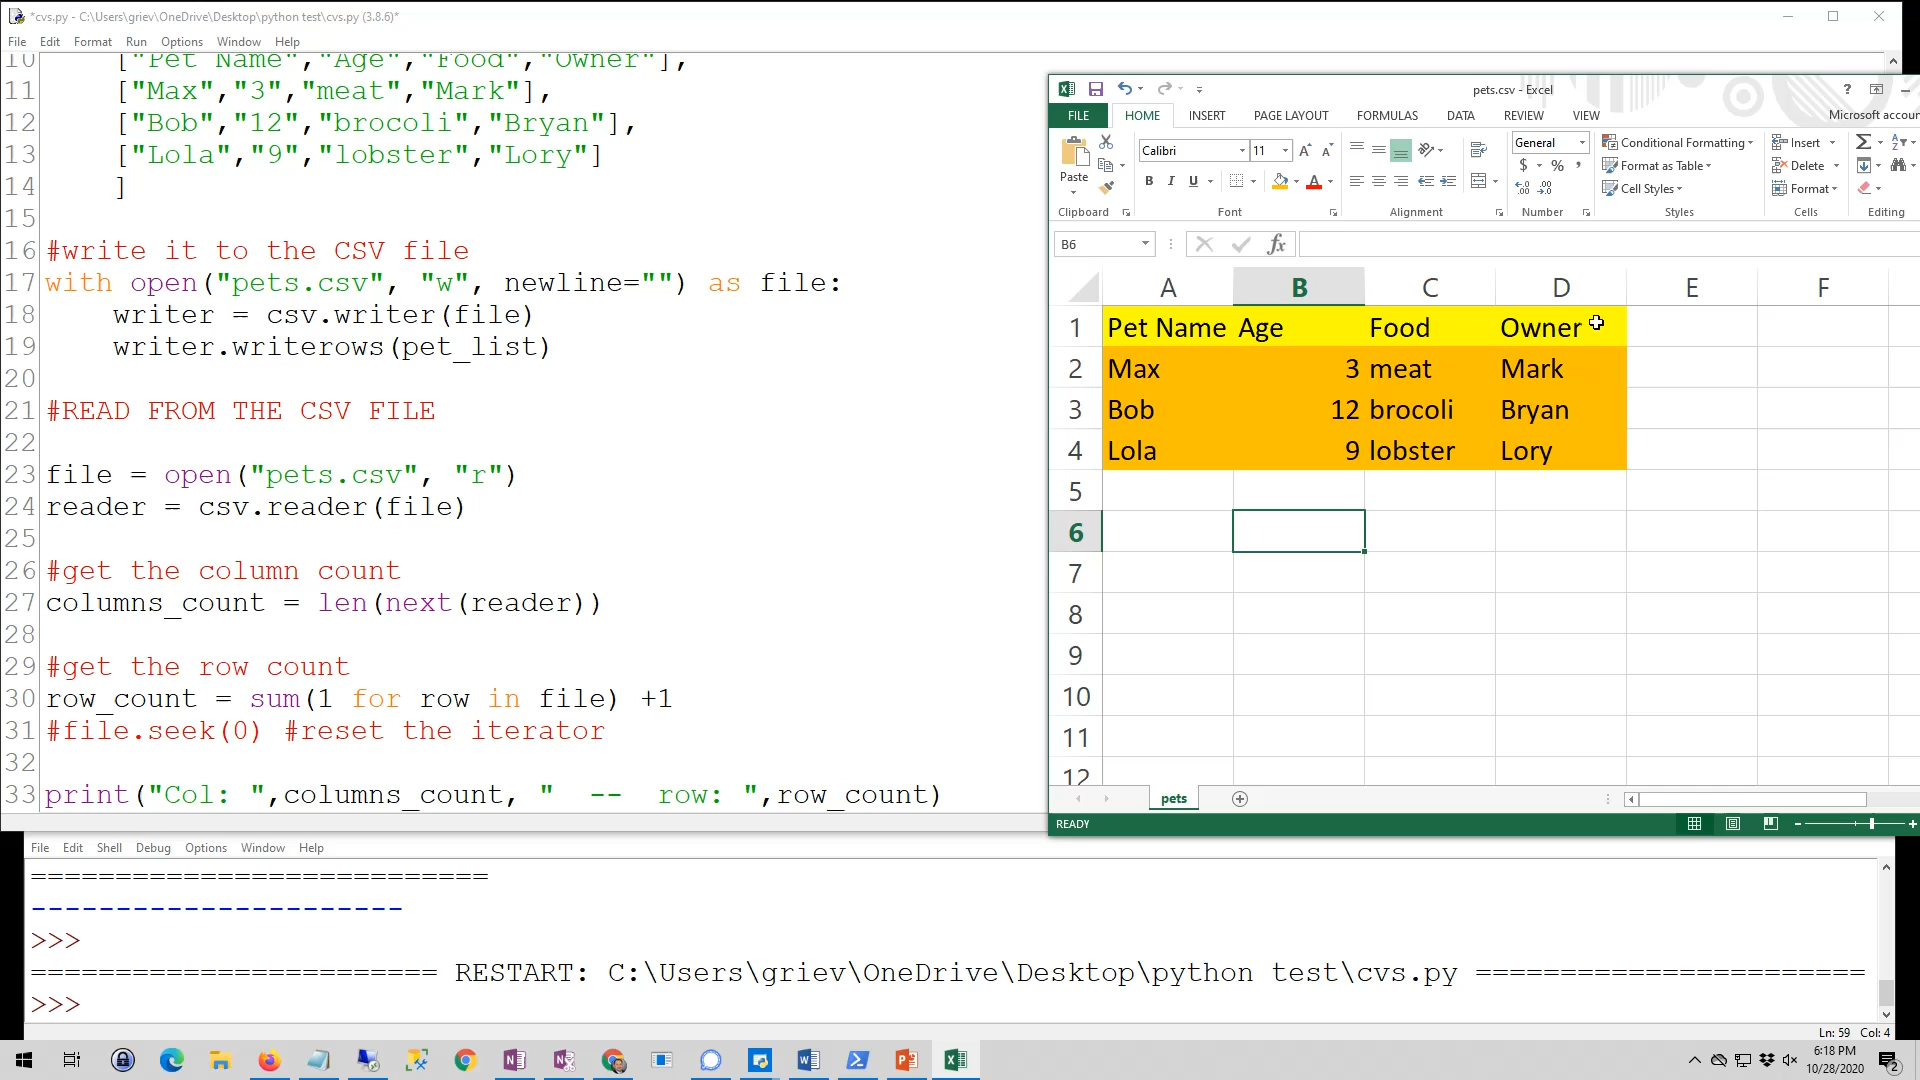 *cvs.py - C:\Users\griev\OneDrive\Desktop\python test\cvs.py (3.8.6)*
File Edit Format Run Options Window Help
10 ["Pet Name","Age","Food","Owner"],
11 ["Max","3","meat","Mark"],
12 ["Bob","12","brocoli","Bryan"],
13 ["Lola","9","lobster","Lory"]
14 ]
15
16 #write it to the CSV file
17 with open("pets.csv", "w", newline="") as file:
18 writer = csv.writer(file)
19 writer.writerows(pet_list)
20
21 #READ FROM THE CSV FILE
22
23 file = open("pets.csv", "r")
24 reader = csv.reader(file)
25
26 #get the column count
27 columns_count = len(next(reader))
28
29 #get the row count
30 row_count = sum(1 for row in file) +1
31 #file.seek(0) #reset the iterator
32
33 print("Col: ",columns_count, "  --  row: ",row_count)
pets.csv - Excel
FILE HOME INSERT PAGE LAYOUT FORMULAS DATA REVIEW VIEW Microsoft accour
Paste Calibri 11 B I U General $ % , Conditional Formatting Format as Table Cell Styles Insert Delete Format
Clipboard Font Alignment Number Styles Cells Editing
B6 fx
A B C D E F
1 Pet Name Age Food Owner
2 Max 3 meat Mark
3 Bob 12 brocoli Bryan
4 Lola 9 lobster Lory
5
6
7
8
9
10
11
12
pets
READY
File Edit Shell Debug Options Window Help
===========================
----------------------
>>>
======================== RESTART: C:\Users\griev\OneDrive\Desktop\python test\cvs.py =======================
>>>
Ln: 59 Col: 4
6:18 PM
10/28/2020
2